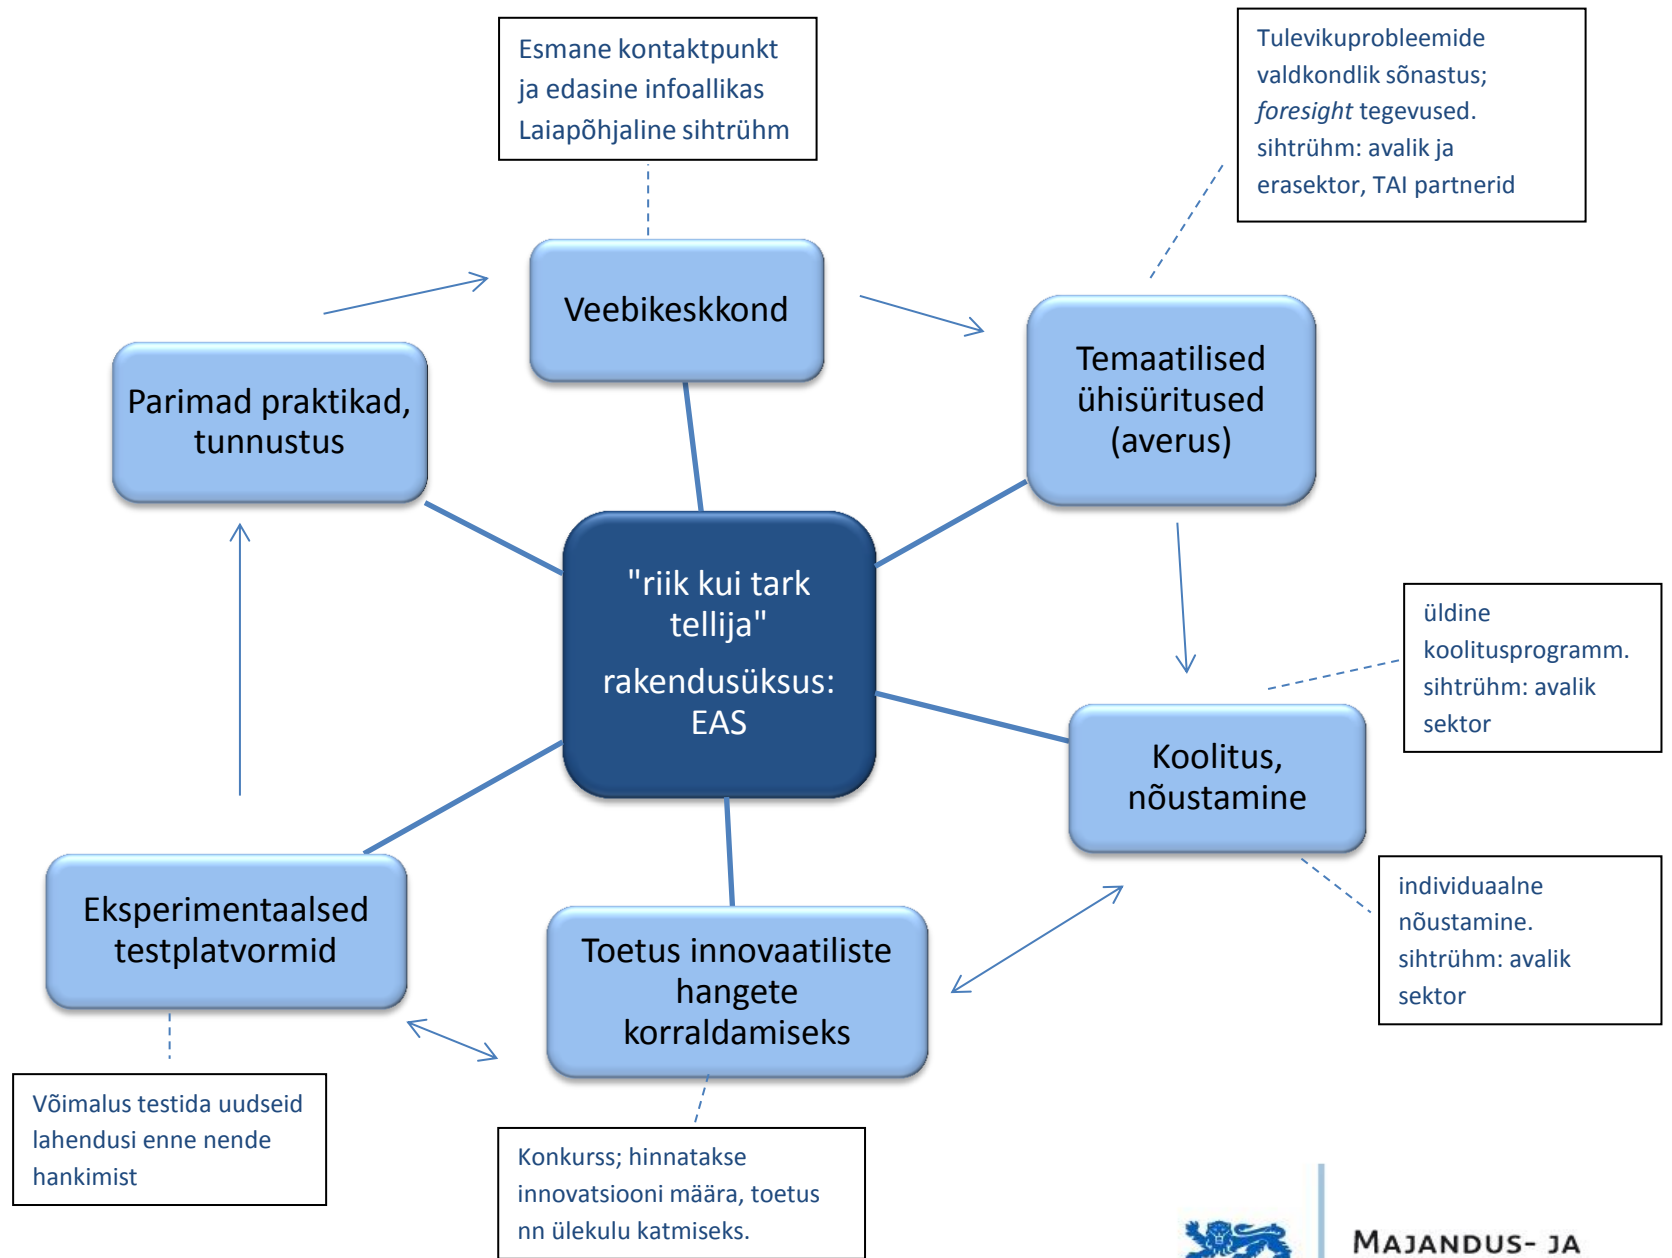 Esmane kontaktpunkt
ja edasine infoallikas
Laiapõhjaline sihtrühm
Tulevikuprobleemide
valdkondlik sõnastus;
foresight tegevused.
sihtrühm: avalik ja
erasektor, TAI partnerid
Veebikeskkond
Temaatilised
ühisüritused
(averus)
Parimad praktikad,
tunnustus
"riik kui tark
tellija"
rakendusüksus:
EAS
üldine
koolitusprogramm.
sihtrühm: avalik
sektor
Koolitus,
nõustamine
individuaalne
nõustamine.
sihtrühm: avalik
sektor
Eksperimentaalsed
testplatvormid
Toetus innovaatiliste
hangete
korraldamiseks
Võimalus testida uudseid
lahendusi enne nende
hankimist
Konkurss; hinnatakse
innovatsiooni määra, toetus
nn ülekulu katmiseks.
MAJANDUS- JA